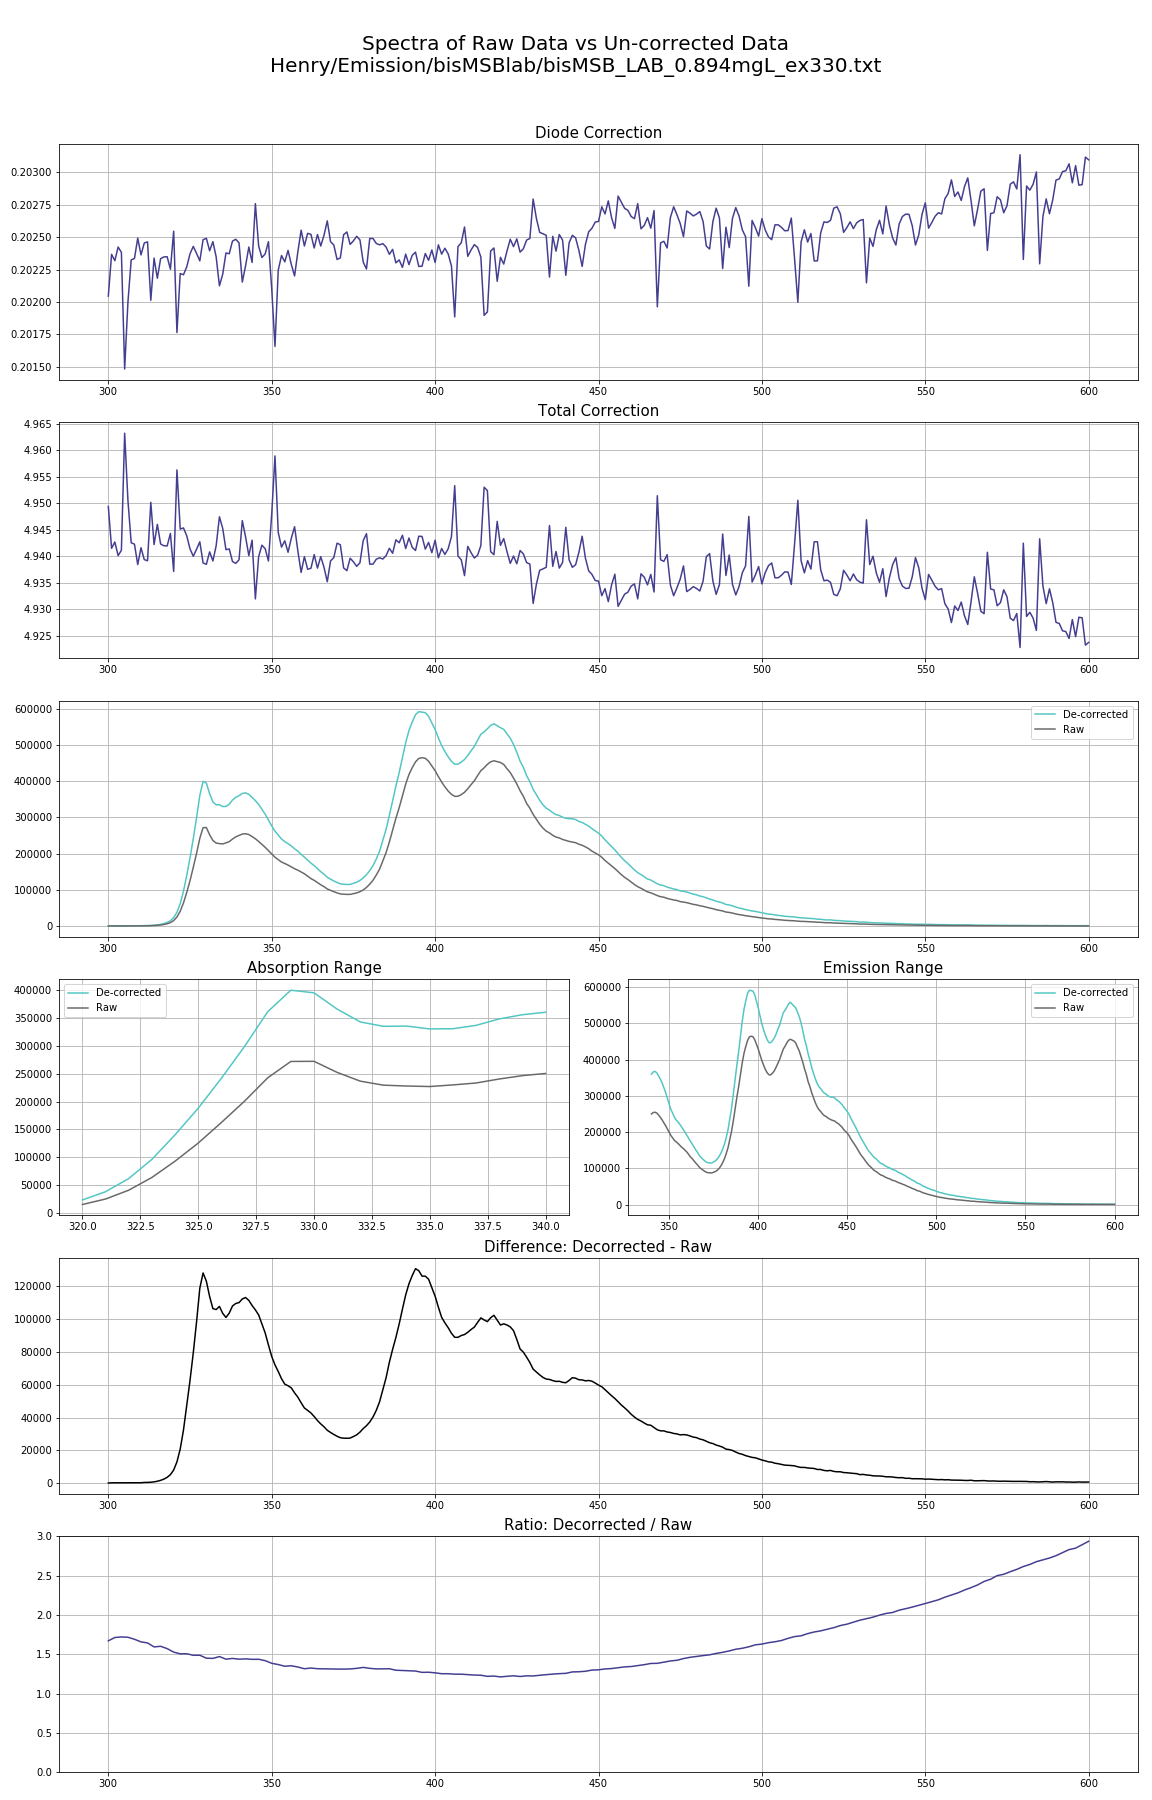 Spectra of Raw Data vs Un-corrected Data
Henry/Emission/bisMSBlab/bisMSB_LAB_0.894mgL_ex330.txt
Diode Correction
0.20300
0.20275
0.20250
0.20225
0.20200
0.20175
0.20150
300 350 400 450 500 550 600
Total Correction
4.965
4.960
4.955
4.950
4.945
4.940
4.935
4.930
4.925
300 350 400 450 500 550 600
600000
500000
400000
300000
200000
100000
0
De-corrected
Raw
300 350 400 450 500 550 600
Absorption Range
400000
350000
300000
250000
200000
150000
100000
50000
0
De-corrected
Raw
320.0 322.5 325.0 327.5 330.0 332.5 335.0 337.5 340.0
Emission Range
600000
500000
400000
300000
200000
100000
0
De-corrected
Raw
350 400 450 500 550 600
Difference: Decorrected - Raw
120000
100000
80000
60000
40000
20000
0
300 350 400 450 500 550 600
Ratio: Decorrected / Raw
3.0
2.5
2.0
1.5
1.0
0.5
0.0
300 350 400 450 500 550 600